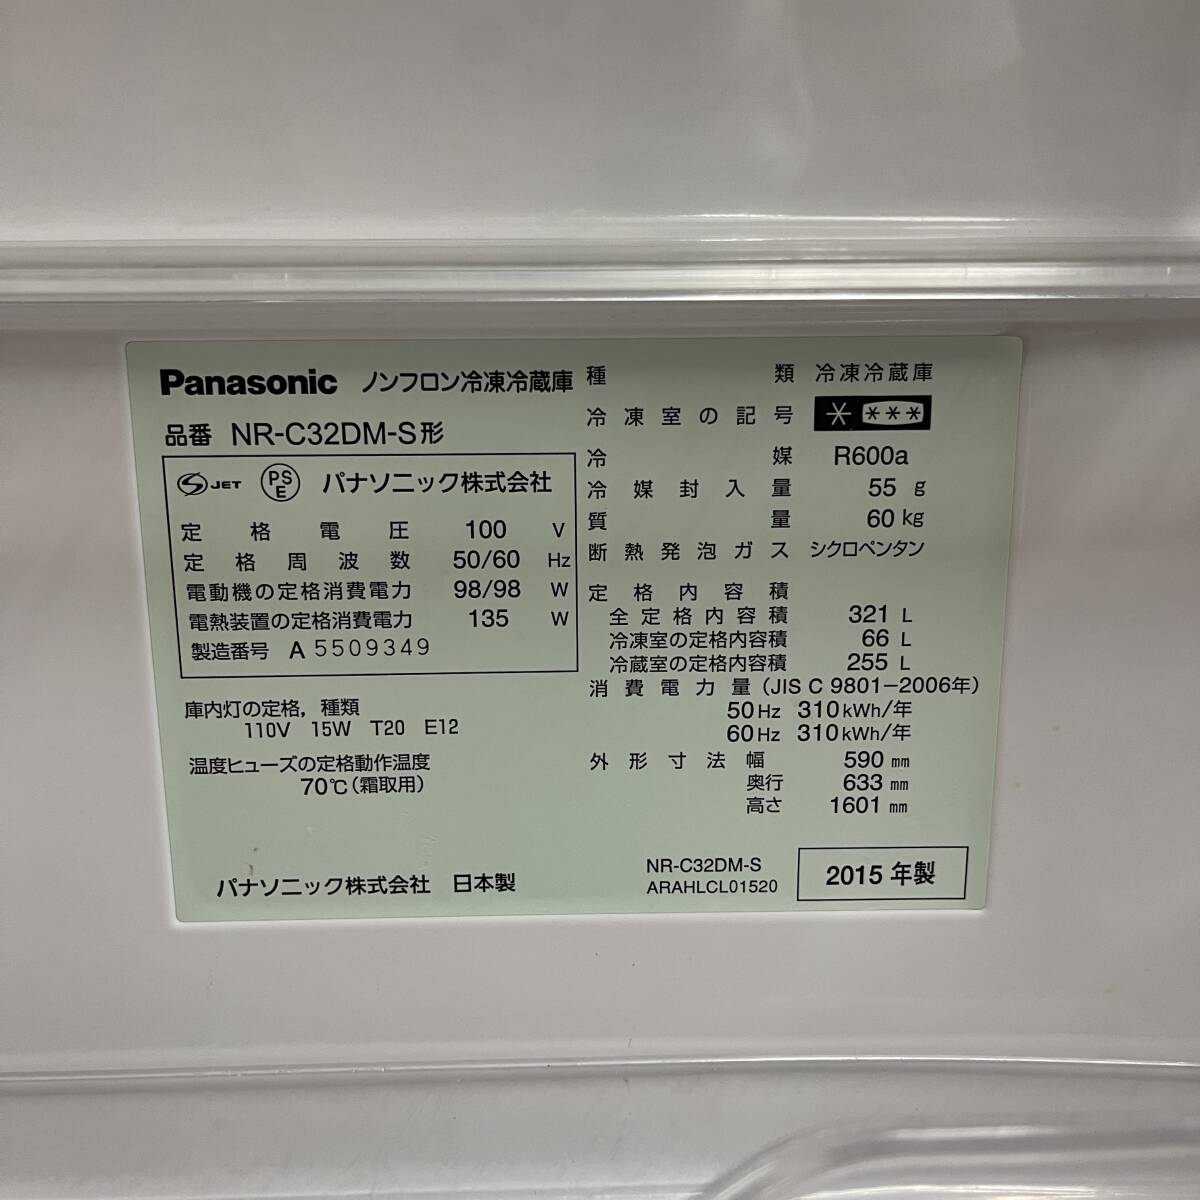 Panasonic ノンフロン冷凍冷蔵庫
品番 NR-C32DM-S形
S JET PSE パナソニック株式会社
定格電圧 100 V
定格周波数 50/60 Hz
電動機の定格消費電力 98/98 W
電熱装置の定格消費電力 135 W
製造番号 A 5509349
庫内灯の定格，種類
110V 15W T20 E12
温度ヒューズの定格動作温度
70℃（霜取用）
パナソニック株式会社 日本製
種類 冷凍冷蔵庫
冷凍室の記号 * ***
冷媒 R600a
冷媒封入量 55 g
質量 60 kg
断熱発泡ガス シクロペンタン
定格内容積
全定格内容積 321 L
冷凍室の定格内容積 66 L
冷蔵室の定格内容積 255 L
消費電力量（JIS C 9801−2006年）
50Hz 310kWh/年
60Hz 310kWh/年
外形寸法幅 590 mm
奥行 633 mm
高さ 1601 mm
NR-C32DM-S
ARAHLCL01520
2015 年製